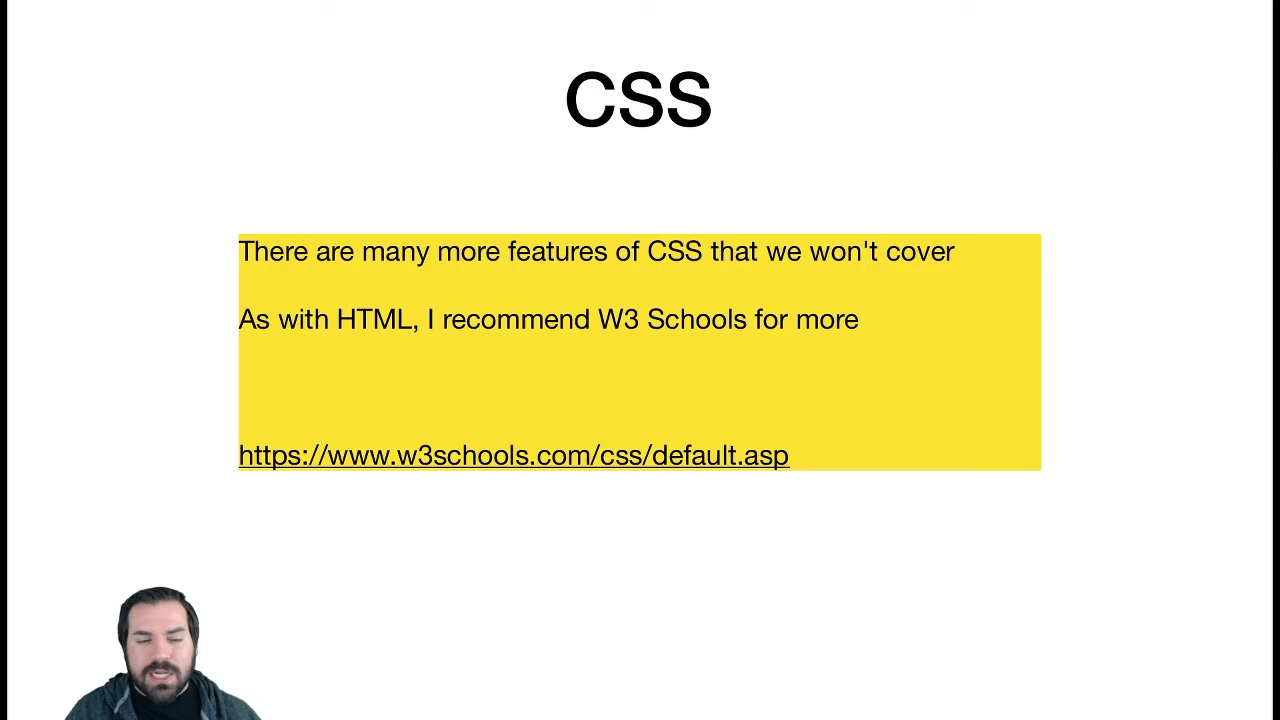 CSS
There are many more features of CSS that we won't cover
As with HTML, I recommend W3 Schools for more
https://www.w3schools.com/css/default.asp